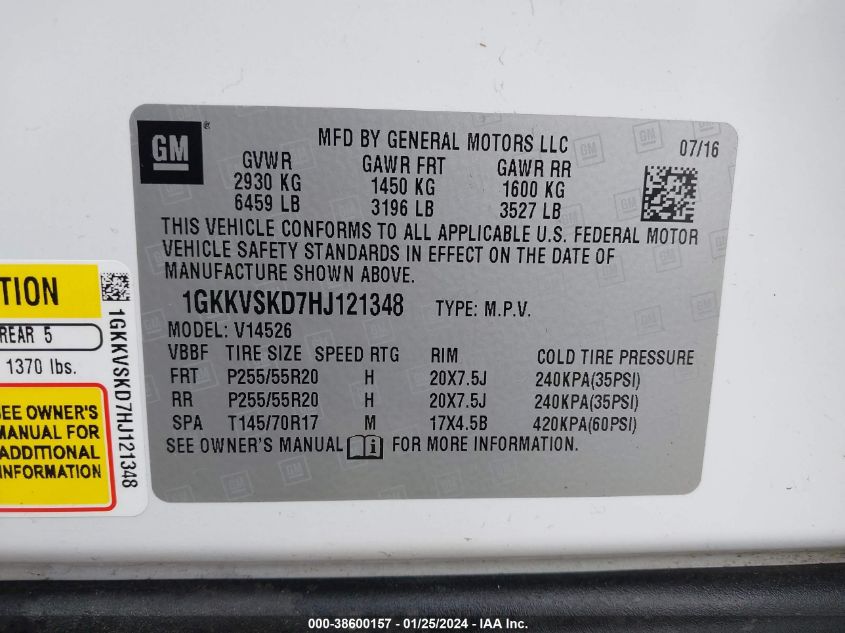 GM®
MFD BY GENERAL MOTORS LLC 07/16
GVWR GAWR FRT GAWR RR
2930 KG 1450 KG 1600 KG
6459 LB 3196 LB 3527 LB
THIS VEHICLE CONFORMS TO ALL APPLICABLE U.S. FEDERAL MOTOR
VEHICLE SAFETY STANDARDS IN EFFECT ON THE DATE OF
MANUFACTURE SHOWN ABOVE.
1GKKVSKD7HJ121348 TYPE: M.P.V.
MODEL: V14526
VBBF TIRE SIZE SPEED RTG RIM COLD TIRE PRESSURE
FRT P255/55R20 H 20X7.5J 240KPA(35PSI)
RR P255/55R20 H 20X7.5J 240KPA(35PSI)
SPA T145/70R17 M 17X4.5B 420KPA(60PSI)
SEE OWNER'S MANUAL i FOR MORE INFORMATION.
TION
REAR 5
1370 lbs.
SEE OWNER'S
MANUAL FOR
ADDITIONAL
INFORMATION
1GKKVSKD7HJ121348
000-38600157 - 01/25/2024 - IAA Inc.